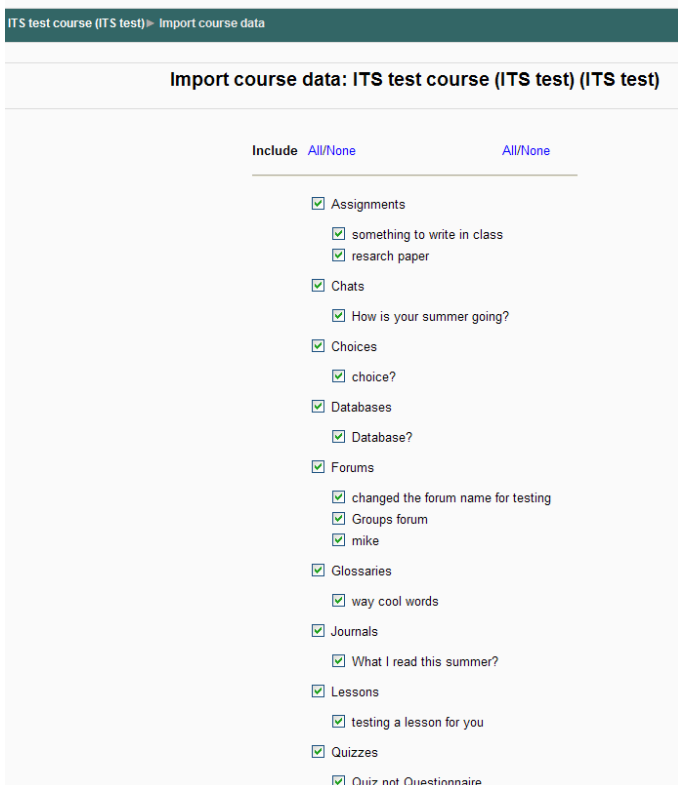 ITS test course (ITS test) ► Import course data
Import course data: ITS test course (ITS test) (ITS test)
Include All/None All/None
Assignments
something to write in class
resarch paper
Chats
How is your summer going?
Choices
choice?
Databases
Database?
Forums
changed the forum name for testing
Groups forum
mike
Glossaries
way cool words
Journals
What I read this summer?
Lessons
testing a lesson for you
Quizzes
Quiz not Questionnaire